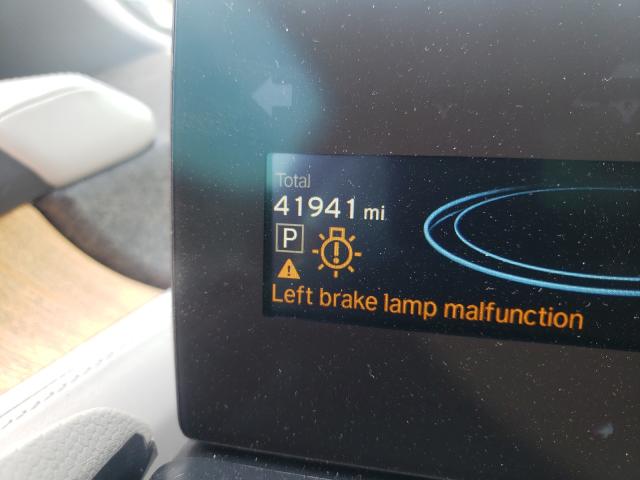 Total
41941 mi
P
Left brake lamp malfunction